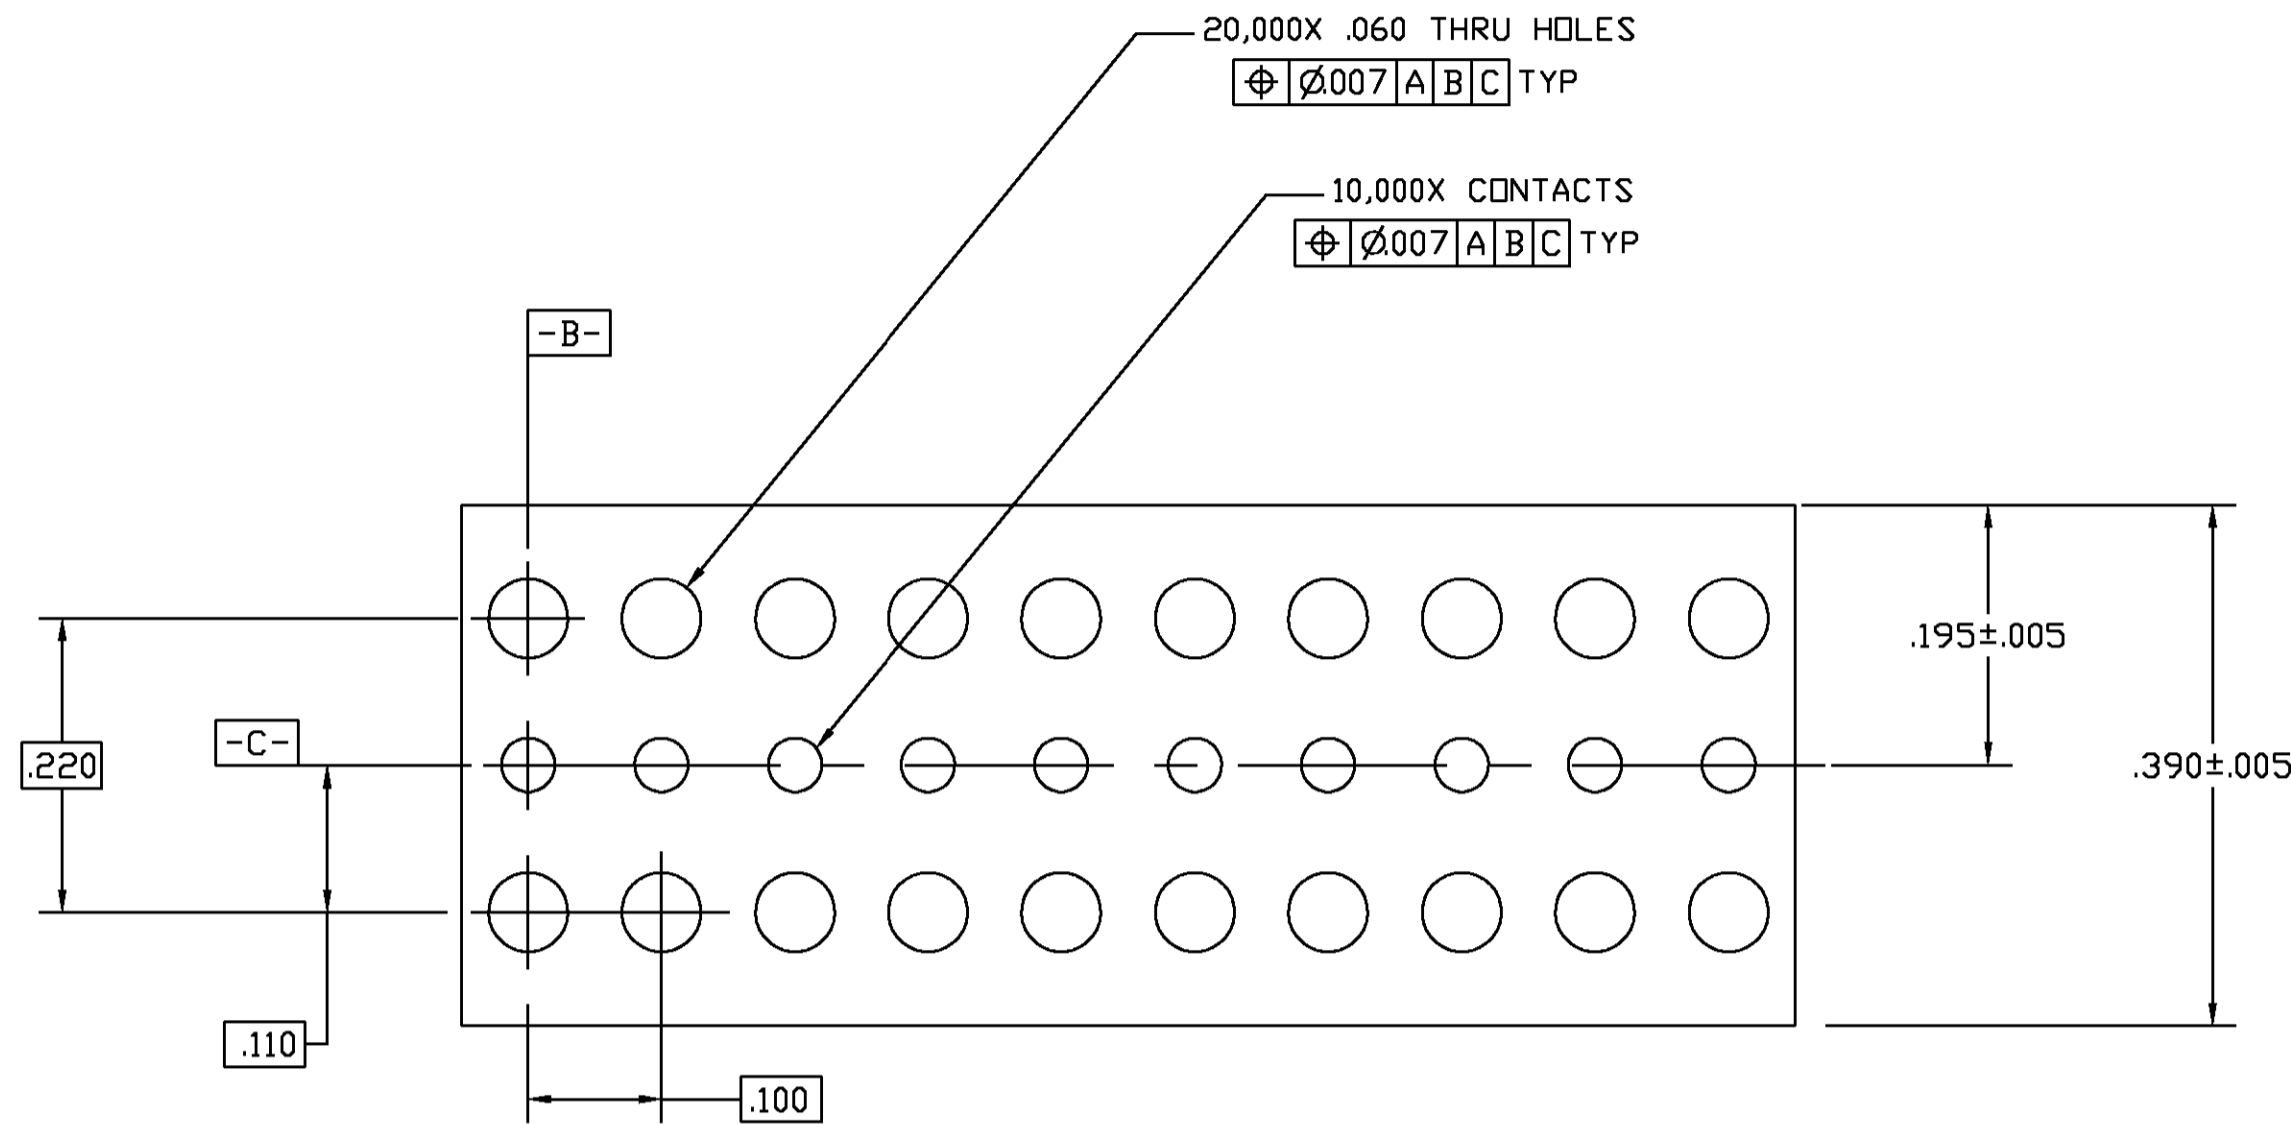 20,000X .060 THRU HOLES
⌖ Ø.007 A B C TYP
10,000X CONTACTS
⌖ Ø.007 A B C TYP
-B-
.195±.005
-C-
.220
.390±.005
.110
.100